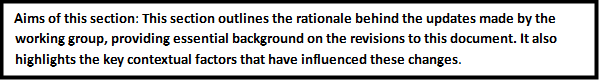 Aims of this section: This section outlines the rationale behind the updates made by the
working group, providing essential background on the revisions to this document. It also
highlights the key contextual factors that have influenced these changes.